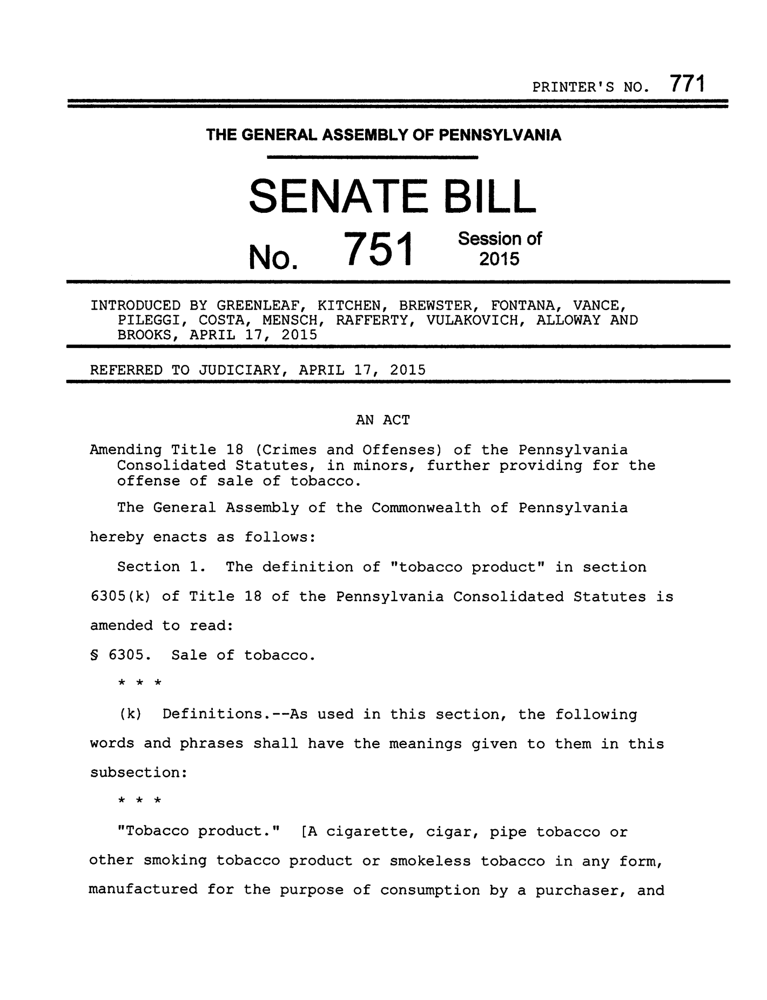 PRINTER'S NO. 771
THE GENERAL ASSEMBLY OF PENNSYLVANIA
SENATE BILL
No. 751 Session of
2015
INTRODUCED BY GREENLEAF, KITCHEN, BREWSTER, FONTANA, VANCE,
PILEGGI, COSTA, MENSCH, RAFFERTY, VULAKOVICH, ALLOWAY AND
BROOKS, APRIL 17, 2015
REFERRED TO JUDICIARY, APRIL 17, 2015
AN ACT
Amending Title 18 (Crimes and Offenses) of the Pennsylvania
Consolidated Statutes, in minors, further providing for the
offense of sale of tobacco.
The General Assembly of the Commonwealth of Pennsylvania
hereby enacts as follows:
Section 1. The definition of "tobacco product" in section
6305(k) of Title 18 of the Pennsylvania Consolidated Statutes is
amended to read:
§ 6305. Sale of tobacco.
* * *
(k) Definitions.--As used in this section, the following
words and phrases shall have the meanings given to them in this
subsection:
* * *
"Tobacco product." [A cigarette, cigar, pipe tobacco or
other smoking tobacco product or smokeless tobacco in any form,
manufactured for the purpose of consumption by a purchaser, and